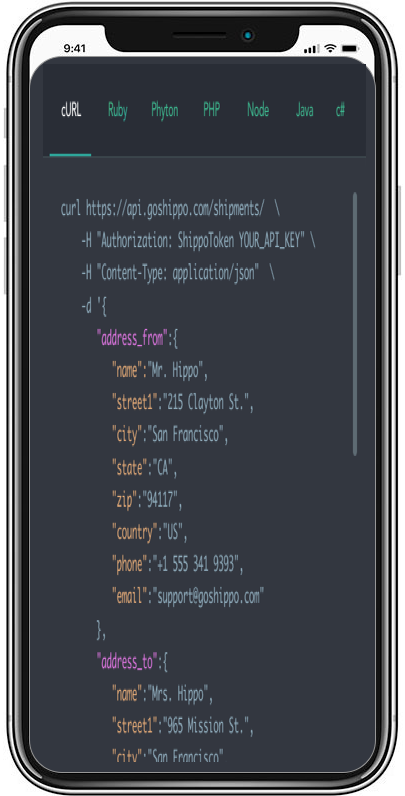 9:41
cURL Ruby Phyton PHP Node Java c#
curl https://api.goshippo.com/shipments/ \
-H "Authorization: ShippoToken YOUR_API_KEY" \
-H "Content-Type: application/json" \
-d '{
"address_from":{
"name":"Mr. Hippo",
"street1":"215 Clayton St.",
"city":"San Francisco",
"state":"CA",
"zip":"94117",
"country":"US",
"phone":"+1 555 341 9393",
"email":"support@goshippo.com"
},
"address_to":{
"name":"Mrs. Hippo",
"street1":"965 Mission St.",
"city":"San Francisco"